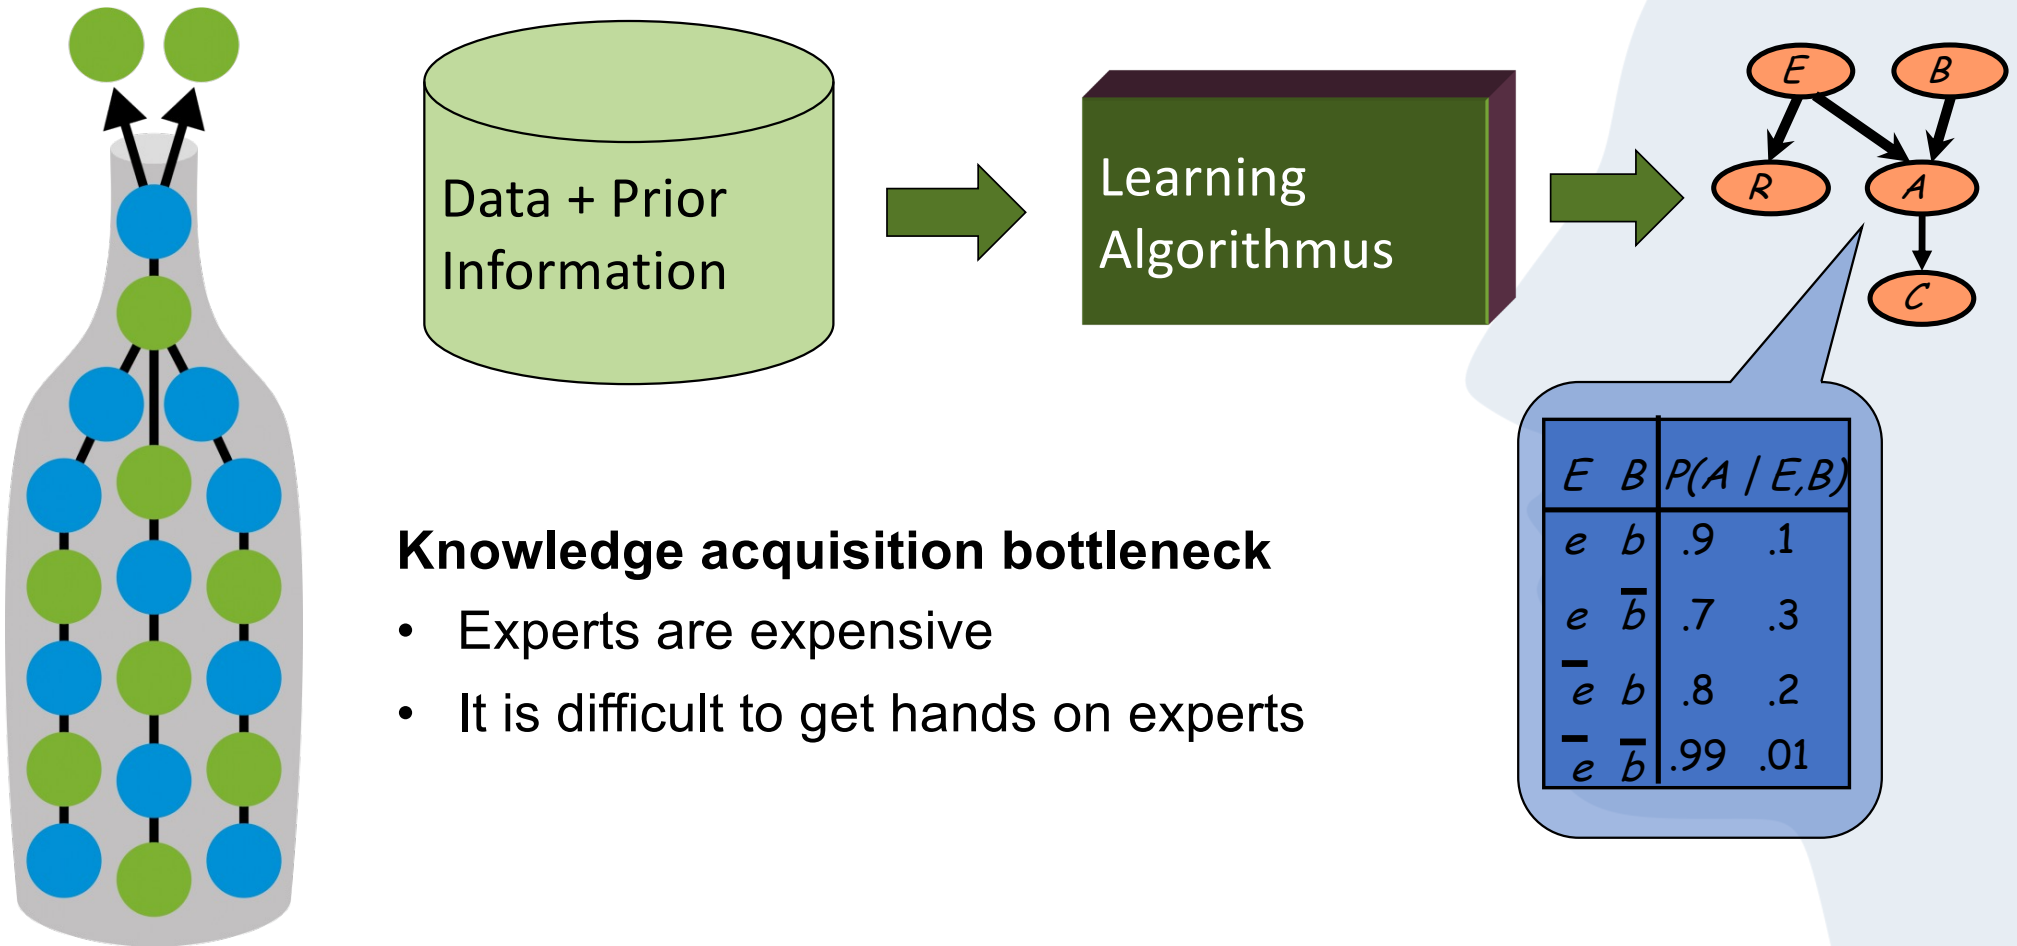 Data + Prior
Information
Learning
Algorithmus
E
B
R
A
C
Knowledge acquisition bottleneck
• Experts are expensive
• It is difficult to get hands on experts
E B P(A | E,B)
e b .9 .1
e b̅ .7 .3
e̅ b .8 .2
e̅ b̅ .99 .01